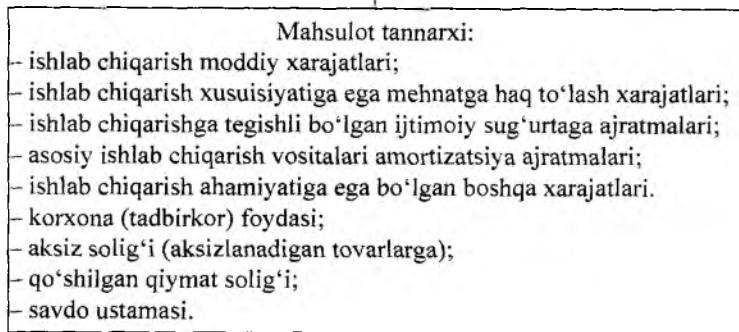 Mahsulot tannarxi:
– ishlab chiqarish moddiy xarajatlari;
– ishlab chiqarish xusuisiyatiga ega mehnatga haq to‘lash xarajatlari;
– ishlab chiqarishga tegishli bo‘lgan ijtimoiy sug‘urtaga ajratmalari;
– asosiy ishlab chiqarish vositalari amortizatsiya ajratmalari;
– ishlab chiqarish ahamiyatiga ega bo‘lgan boshqa xarajatlari.
– korxona (tadbirkor) foydasi;
– aksiz solig‘i (aksizlanadigan tovarlarga);
– qo‘shilgan qiymat solig‘i;
– savdo ustamasi.